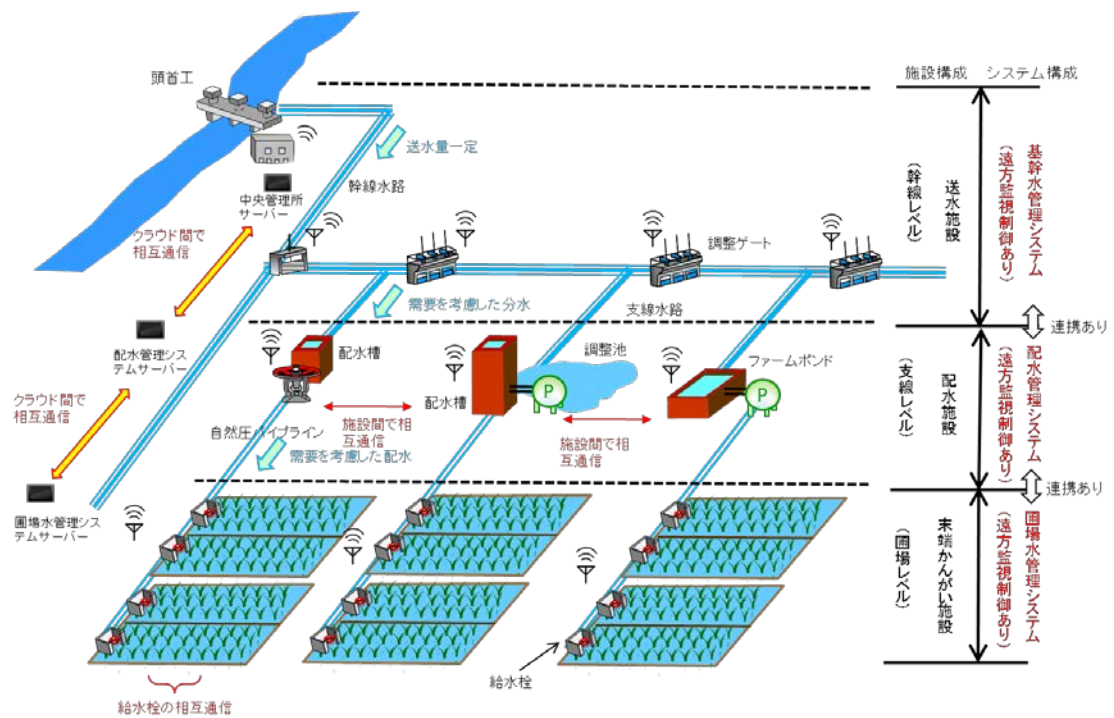 頭首工
施設構成 システム構成
送水量一定
幹線水路
中央管理所
サーバー
クラウド間で
相互通信
調整ゲート
需要を考慮した分水
支線水路
送水施設
(幹線レベル)
基幹水管理システム
(遠方監視制御あり)
連携あり
配水管理シス
テムサーバー
配水槽
調整池
ファームポンド
配水槽
P
P
クラウド間で
相互通信
施設間で相
互通信
施設間で相
互通信
自然圧パイプライン
需要を考慮した配水
配水施設
(支線レベル)
配水管理システム
(遠方監視制御あり)
連携あり
圃場水管理シス
テムサーバー
末端かんがい施設
(圃場レベル)
圃場水管理システム
(遠方監視制御あり)
給水栓
給水栓の相互通信